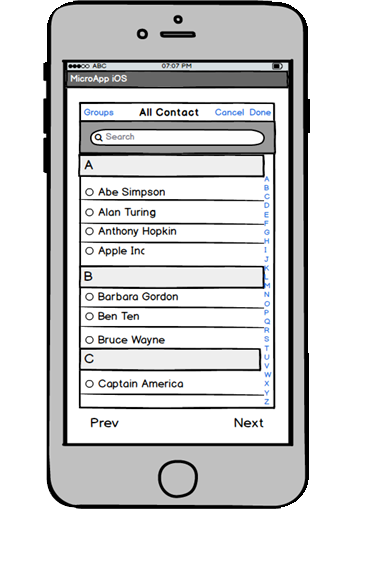 ABC 07:07 PM
MicroApp iOS
Groups All Contact Cancel Done
Search
A
Abe Simpson
Alan Turing
Anthony Hopkin
Apple Inc
B
Barbara Gordon
Ben Ten
Bruce Wayne
C
Captain America
A
B
C
D
E
F
G
H
I
J
K
L
M
N
O
P
Q
R
S
T
U
V
W
X
Y
Z
Prev Next